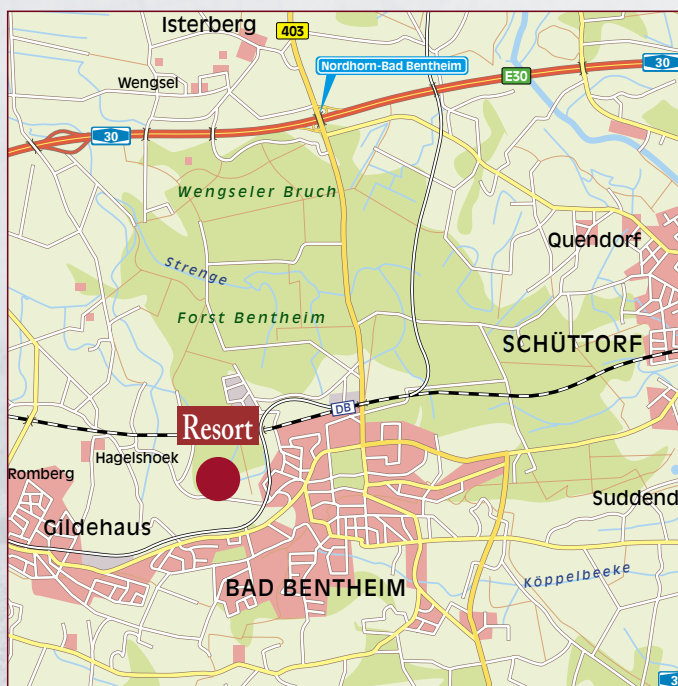 Isterberg
403
Nordhorn-Bad Bentheim
30
E30
Wengsel
30
Wengseler Bruch
Quendorf
Strenge
Forst Bentheim
SCHÜTTORF
DB
Resort
Hagelshoek
Romberg
Suddend
Gildehaus
Köppelbeeke
BAD BENTHEIM
3